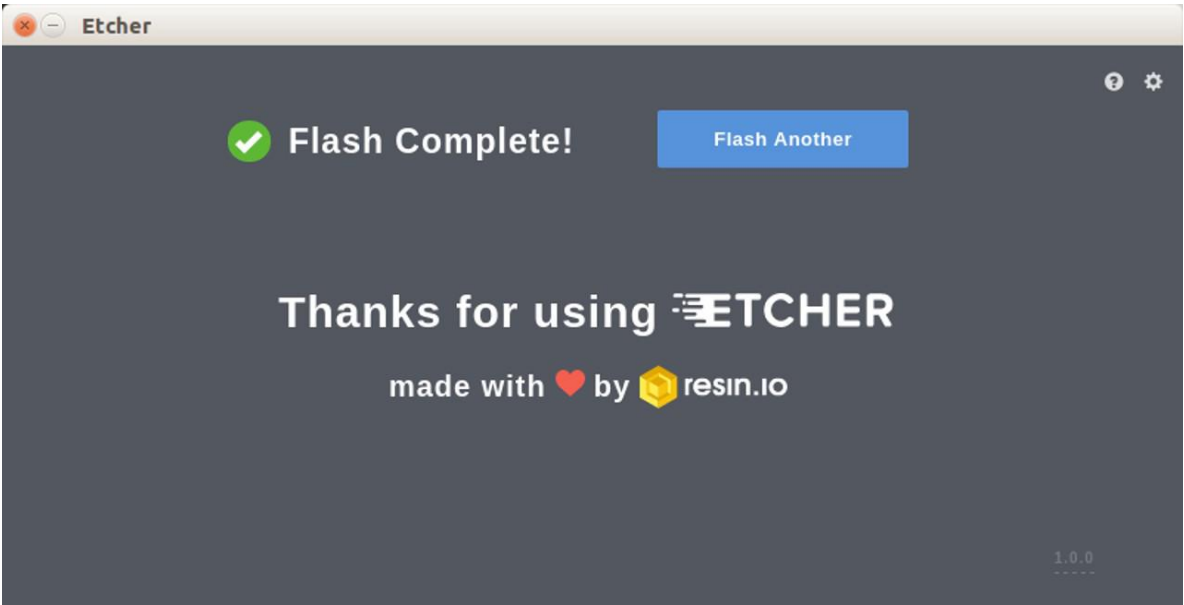 Etcher
Flash Complete!
Flash Another
Thanks for using ETCHER
made with by resin.io
1.0.0